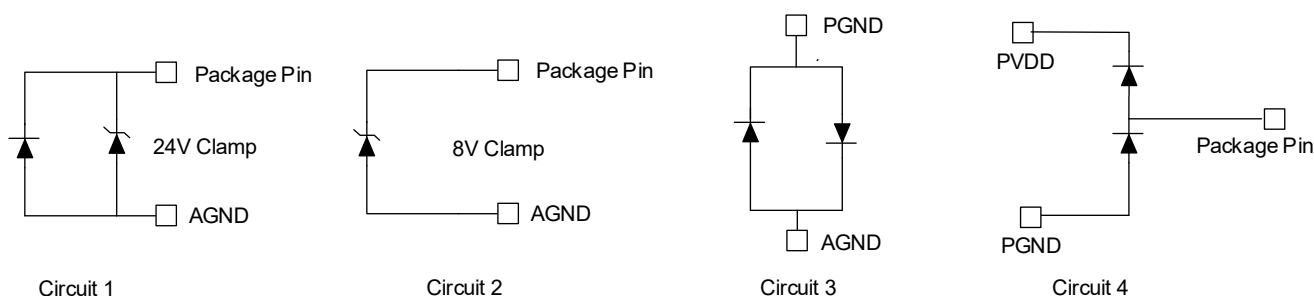 Package Pin
24V Clamp
AGND
Circuit 1
Package Pin
8V Clamp
AGND
Circuit 2
PGND
AGND
Circuit 3
PVDD
Package Pin
PGND
Circuit 4